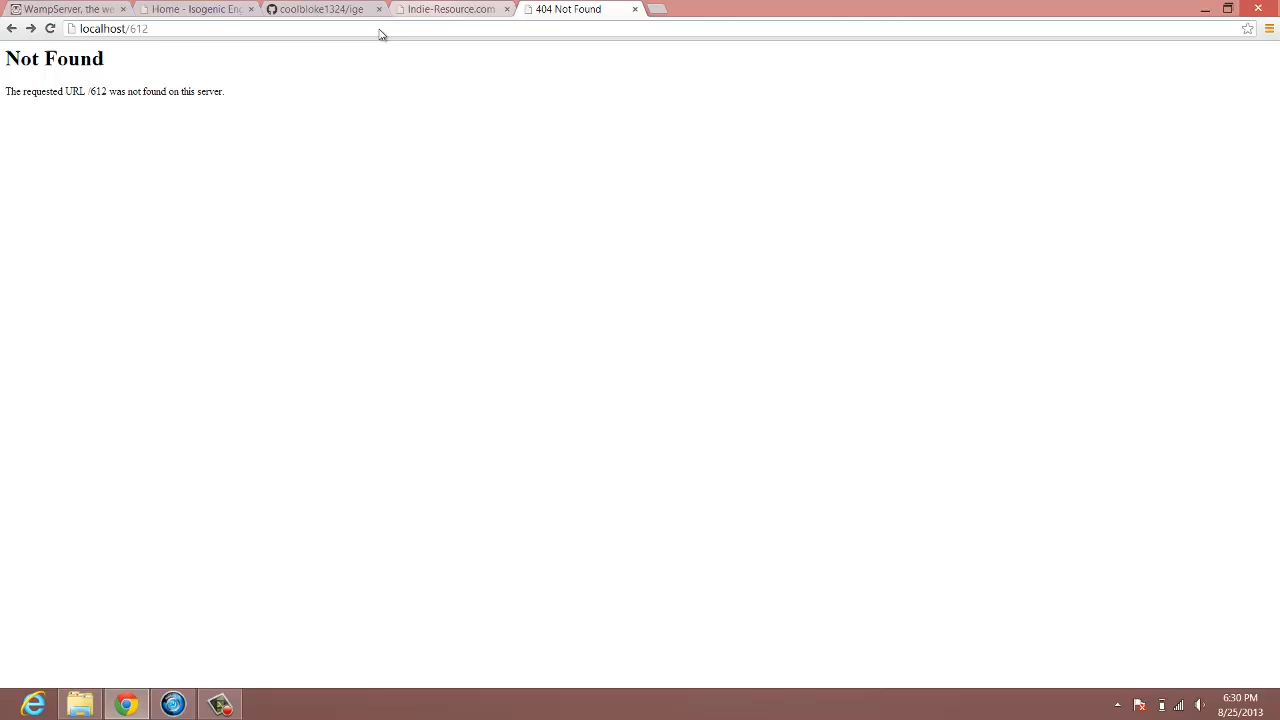 WampServer, the we
Home - Isogenic Eng
coolbloke1324/ige
Indie-Resource.com
404 Not Found
localhost/612
Not Found
The requested URL /612 was not found on this server.
6:30 PM
8/25/2013